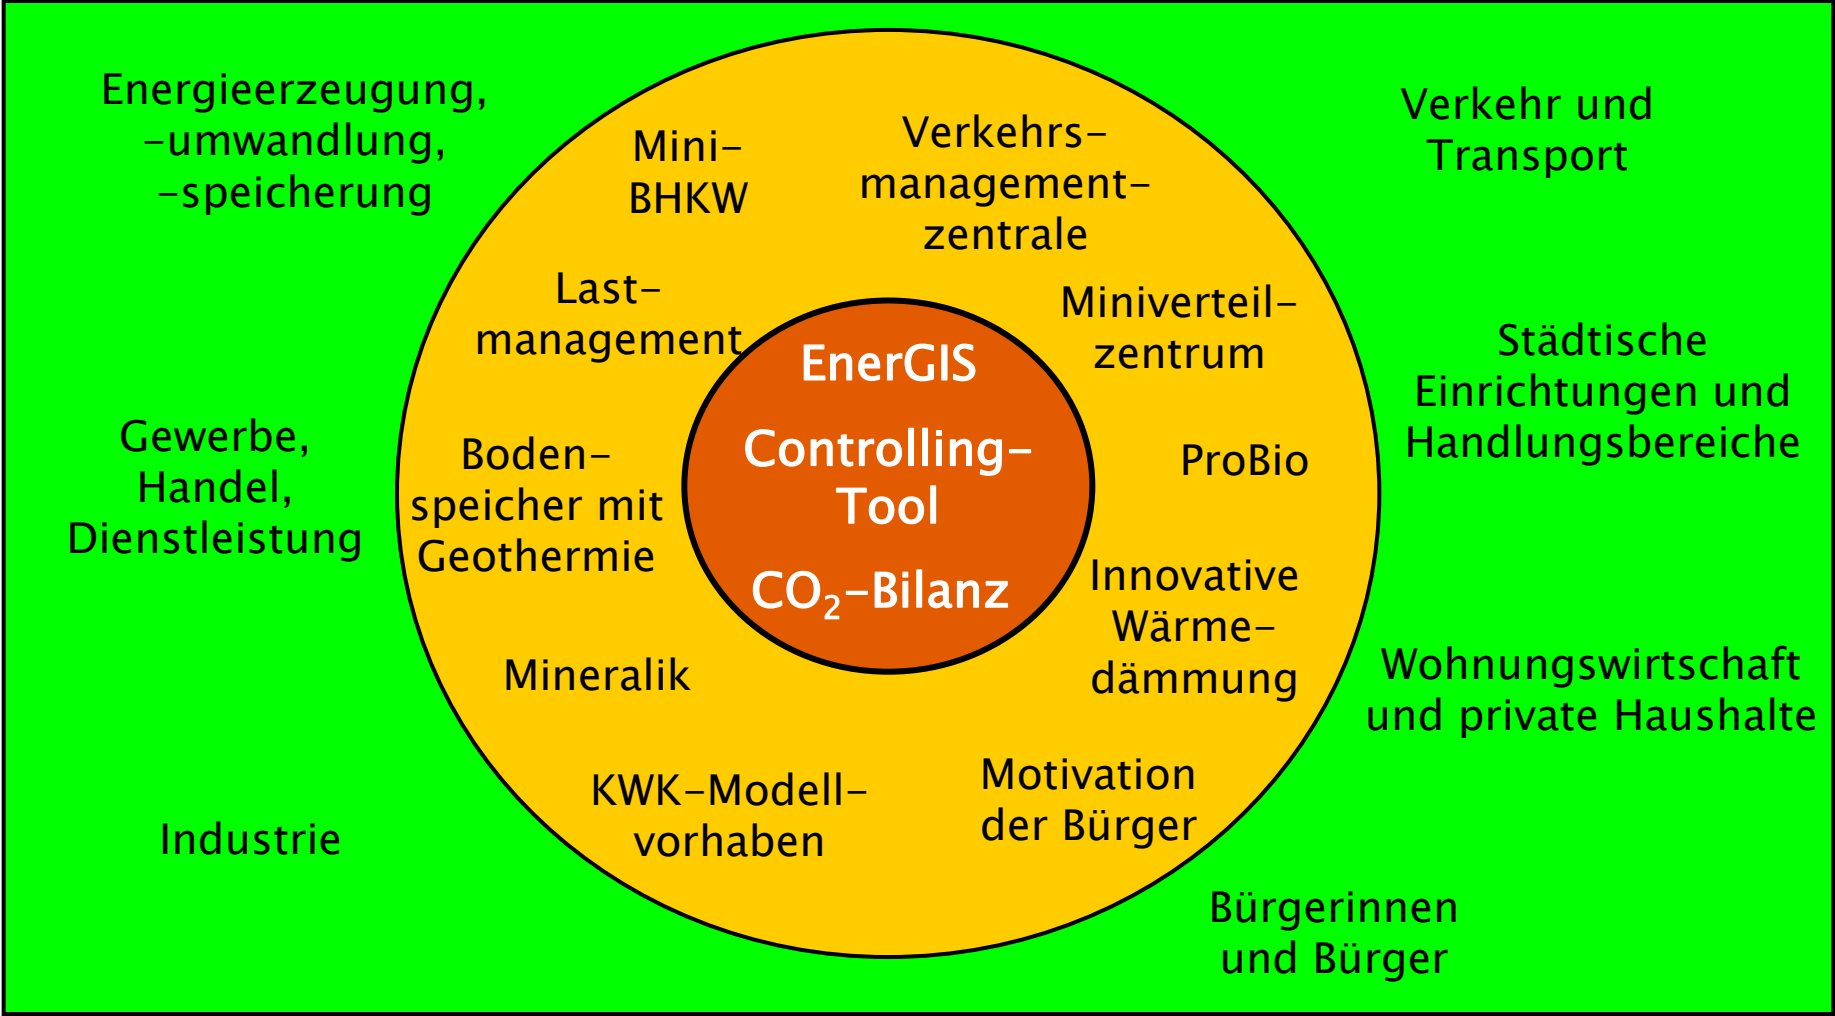 Energieerzeugung,
-umwandlung,
-speicherung
Gewerbe,
Handel,
Dienstleistung
Industrie
Mini-
BHKW
Last-
management
Boden-
speicher mit
Geothermie
Mineralik
KWK-Modell-
vorhaben
EnerGIS
Controlling-
Tool
CO₂-Bilanz
Verkehrs-
management-
zentrale
Miniverteil-
zentrum
ProBio
Innovative
Wärme-
dämmung
Motivation
der Bürger
Verkehr und
Transport
Städtische
Einrichtungen und
Handlungsbereiche
Wohnungswirtschaft
und private Haushalte
Bürgerinnen
und Bürger